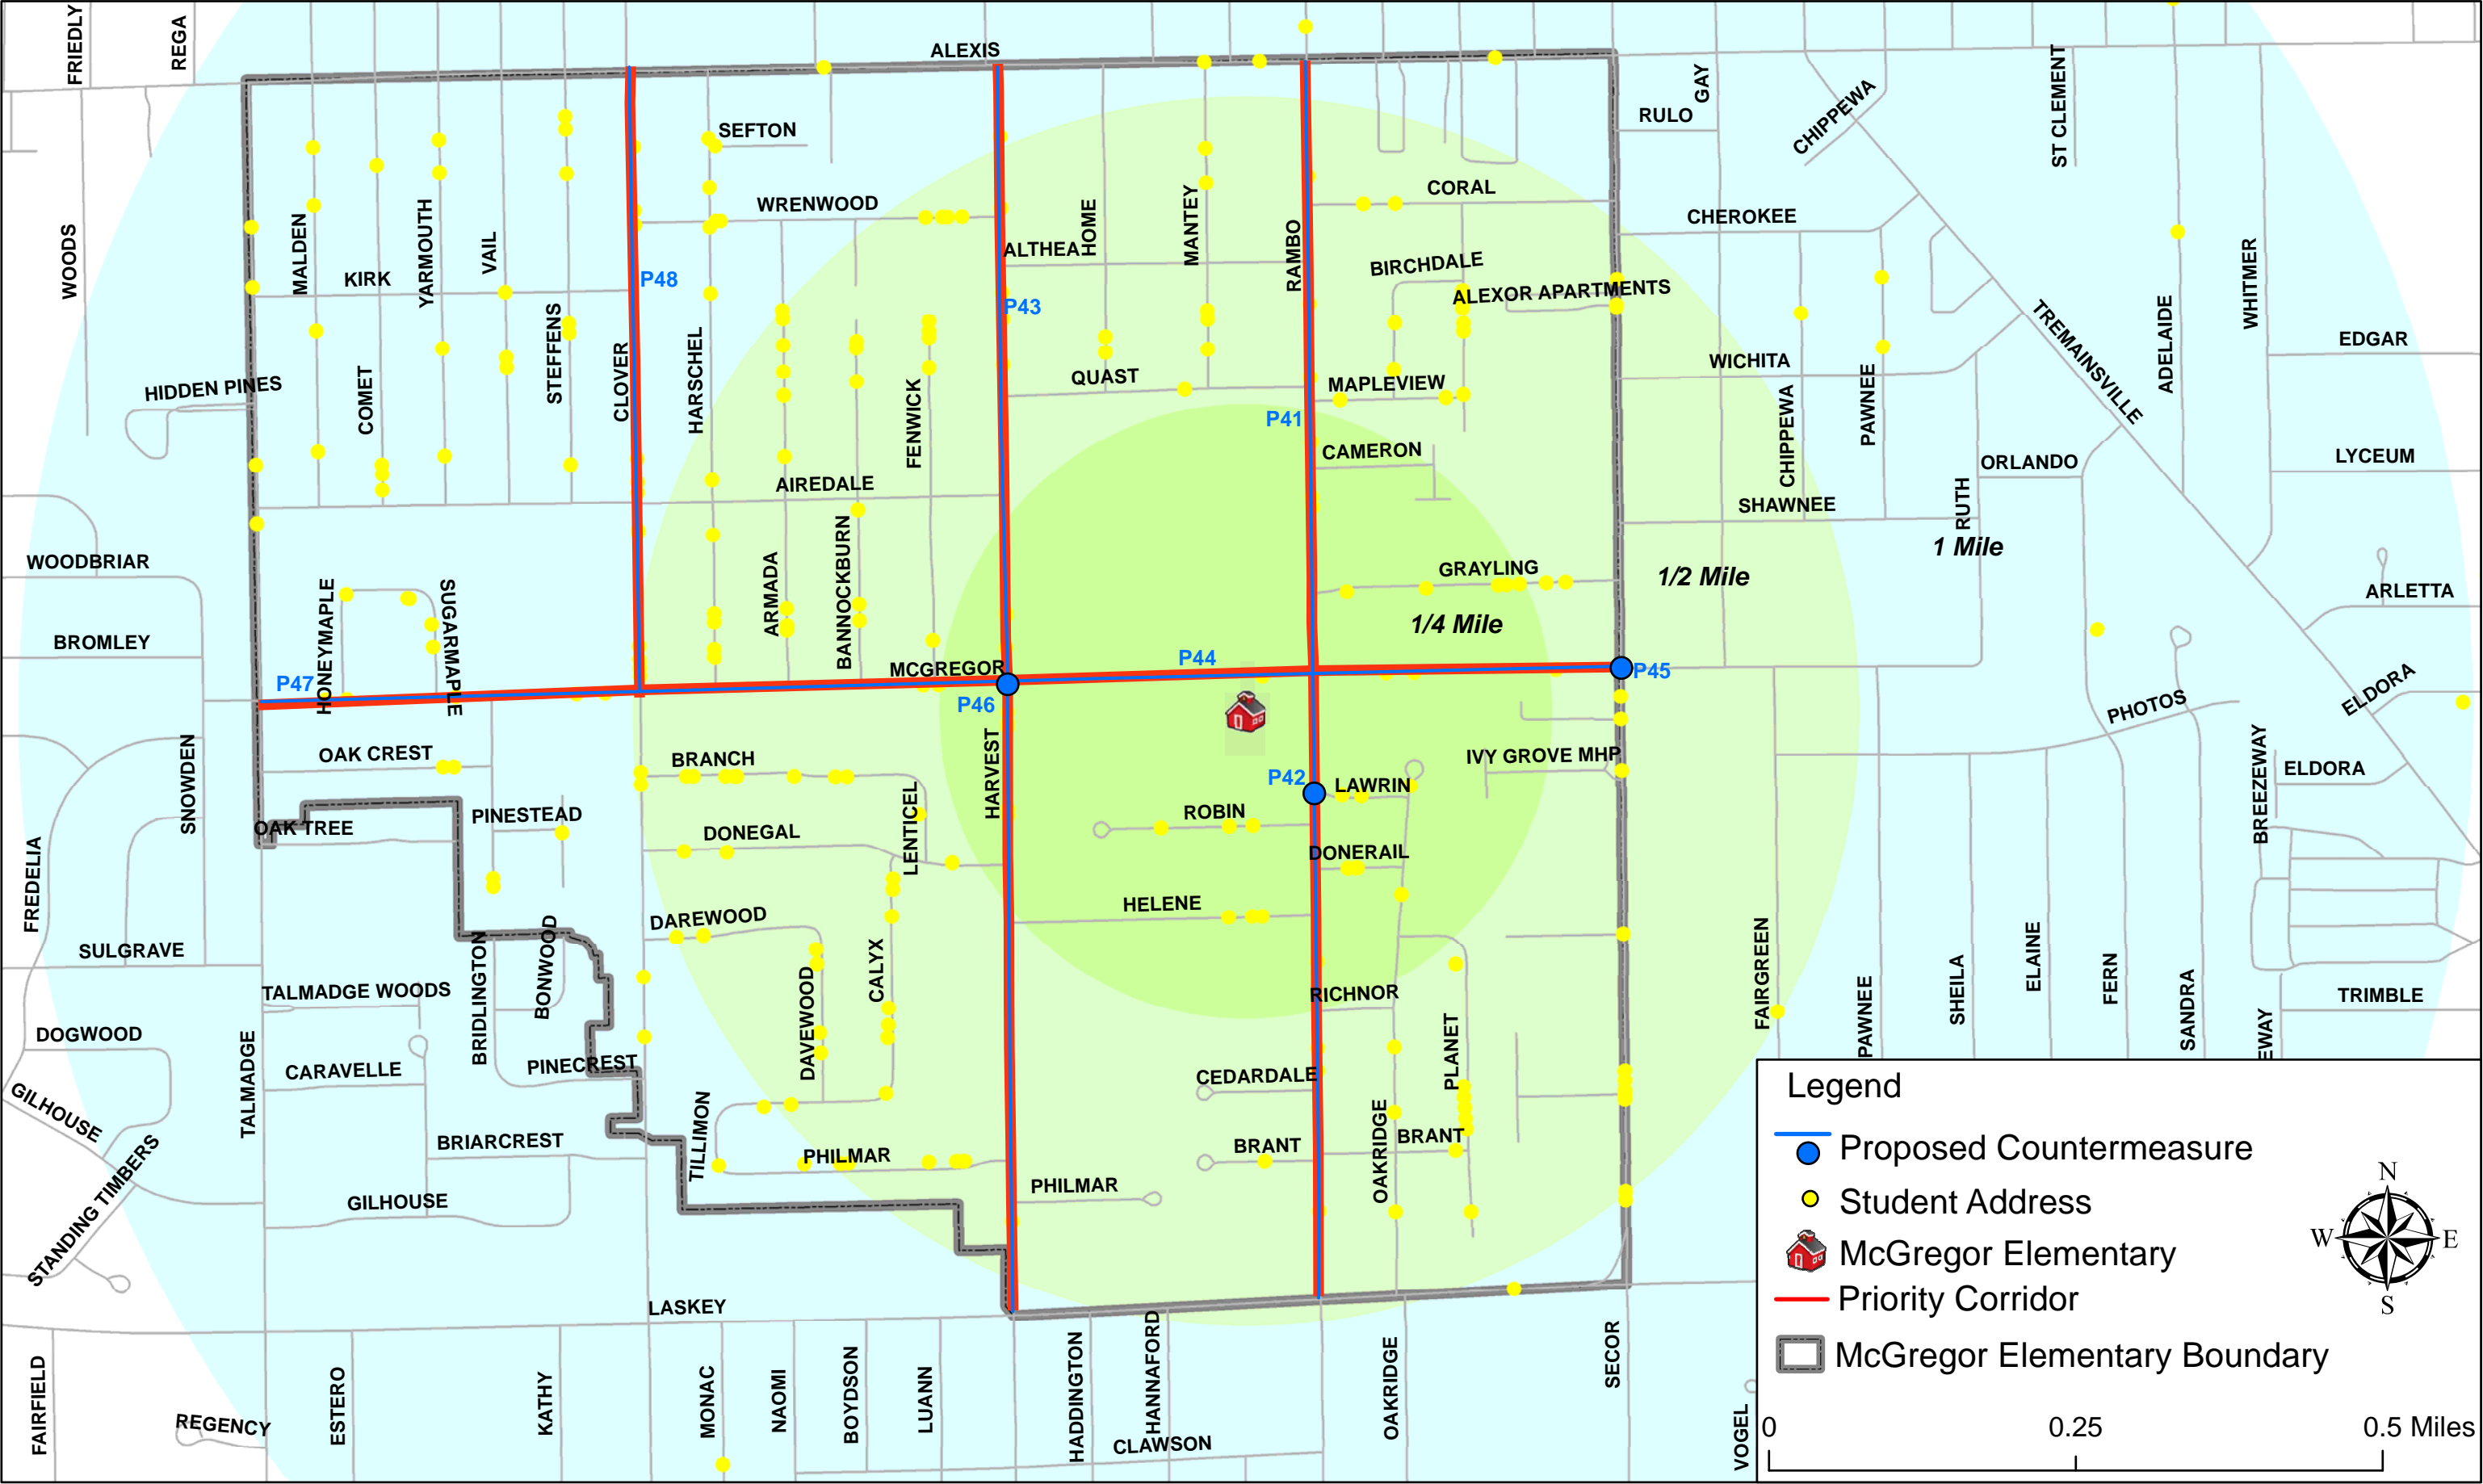 FRIEDLY
REGA
ALEXIS
GAY
ST CLEMENT
CHIPPEWA
RULO
SEFTON
CORAL
WRENWOOD
CHEROKEE
WOODS
MALDEN
YARMOUTH
VAIL
HOME
MANTEY
RAMBO
ALTHEA
BIRCHDALE
WHITMER
KIRK
P48
P43
ALEXOR APARTMENTS
TREMAINSVILLE
ADELAIDE
EDGAR
STEFFENS
CLOVER
HARSCHEL
WICHITA
HIDDEN PINES
COMET
FENWICK
QUAST
MAPLEVIEW
P41
CHIPPEWA
PAWNEE
CAMERON
ORLANDO
LYCEUM
AIREDALE
SHAWNEE
RUTH
1 Mile
WOODBRIAR
HONEYMAPLE
SUGARMAPLE
ARMADA
BANNOCKBURN
GRAYLING
1/2 Mile
ARLETTA
1/4 Mile
BROMLEY
MCGREGOR
P44
P45
P47
P46
ELDORA
PHOTOS
SNOWDEN
OAK CREST
BRANCH
HARVEST
IVY GROVE MHP
BREEZEWAY
ELDORA
P42
LAWRIN
PINESTEAD
LENTICEL
ROBIN
OAK TREE
DONEGAL
DONERAIL
FREDELIA
HELENE
DAREWOOD
SULGRAVE
BRIDLINGTON
BONWOOD
CALYX
FAIRGREEN
PAWNEE
SHEILA
ELAINE
FERN
SANDRA
EWAY
TALMADGE WOODS
DAVEWOOD
RICHNOR
TRIMBLE
DOGWOOD
TALMADGE
CARAVELLE
PINECREST
CEDARDALE
PLANET
GILHOUSE
TILLIMON
OAKRIDGE
BRIARCREST
PHILMAR
BRANT
BRANT
STANDING TIMBERS
GILHOUSE
PHILMAR
LASKEY
FAIRFIELD
ESTERO
KATHY
MONAC
NAOMI
BOYDSON
LUANN
HADDINGTON
HANNAFORD
OAKRIDGE
SECOR
VOGEL
REGENCY
CLAWSON
Legend
Proposed Countermeasure
Student Address
McGregor Elementary
Priority Corridor
McGregor Elementary Boundary
N
W E
S
0 0.25 0.5 Miles